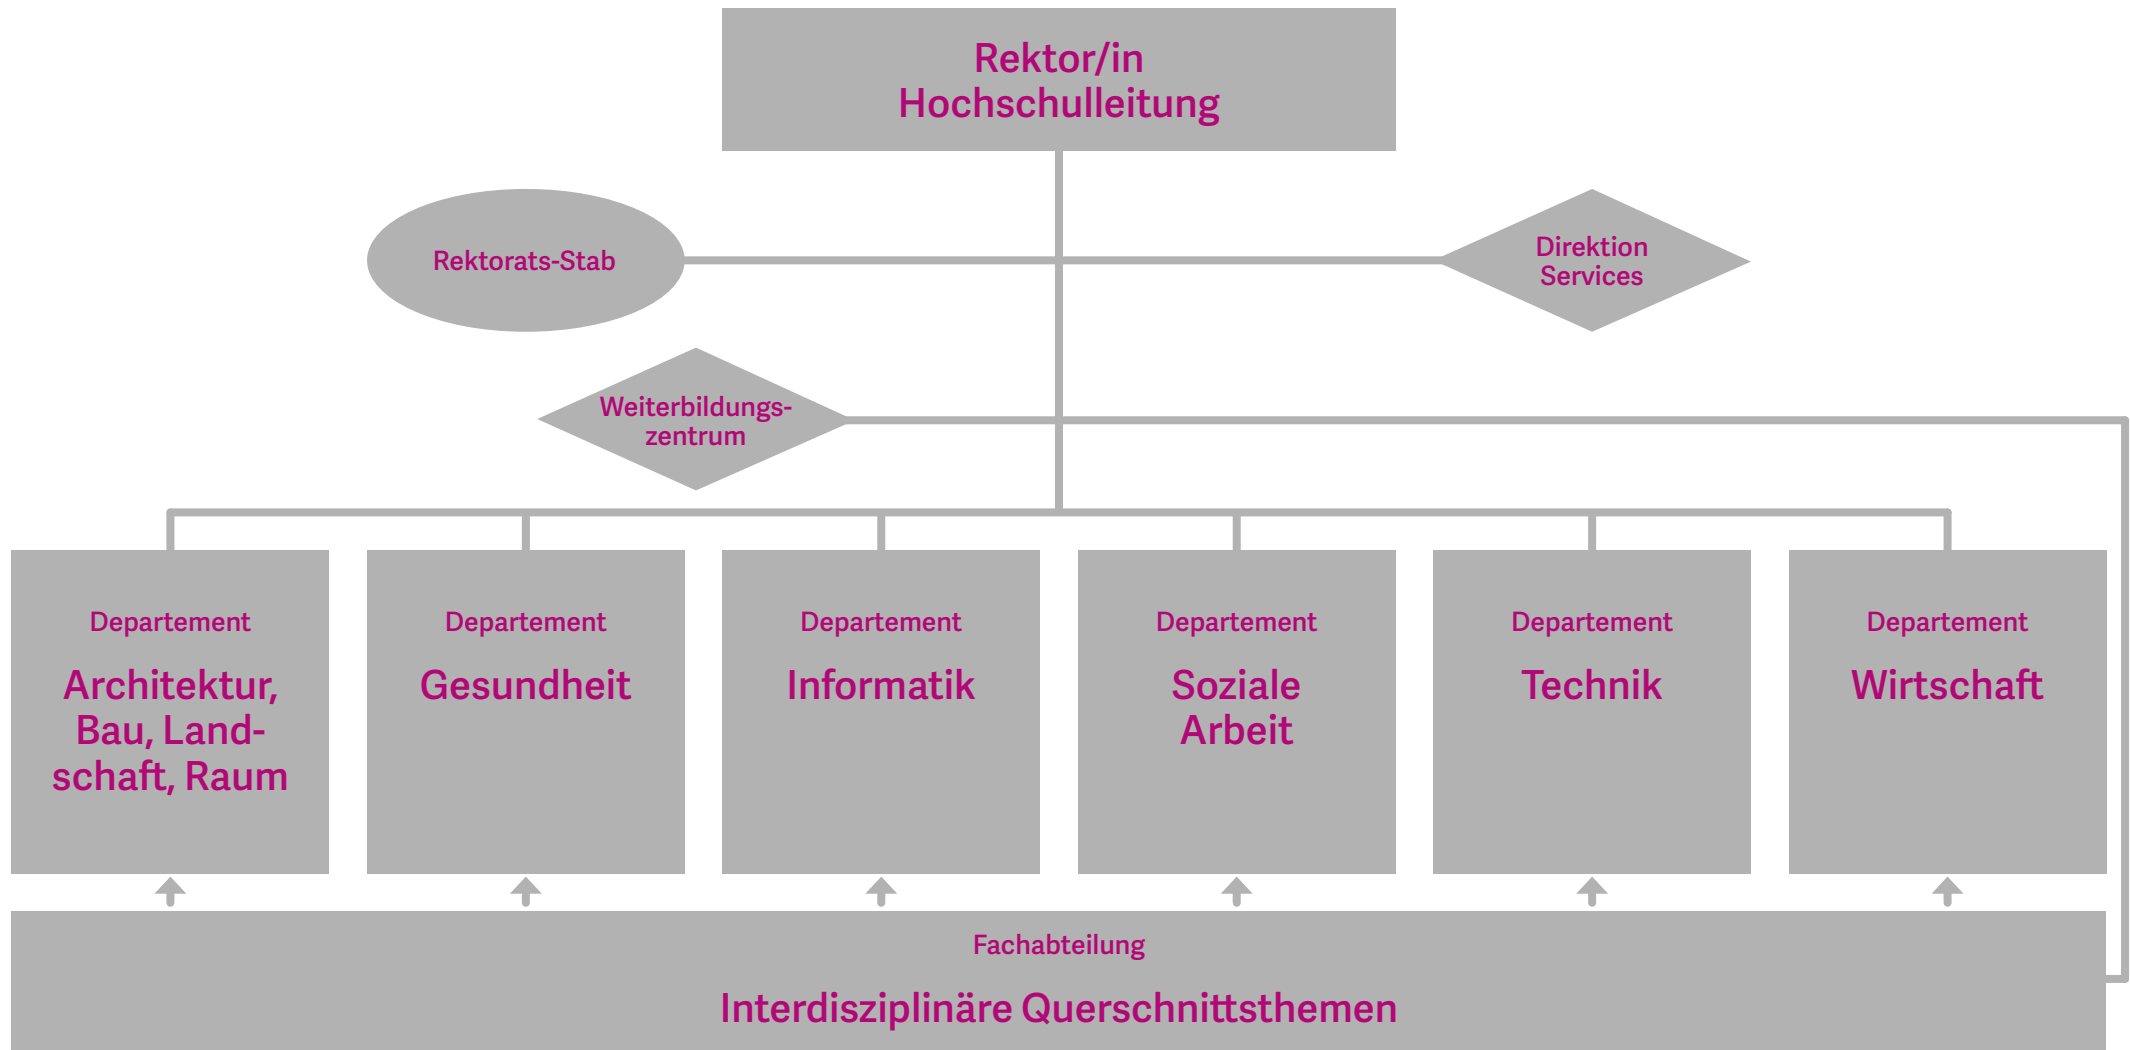 Rektor/in
Hochschulleitung
Rektorats-Stab
Direktion
Services
Weiterbildungs-
zentrum
Departement
Architektur,
Bau, Land-
schaft, Raum
Departement
Gesundheit
Departement
Informatik
Departement
Soziale
Arbeit
Departement
Technik
Departement
Wirtschaft
Fachabteilung
Interdisziplinäre Querschnittsthemen